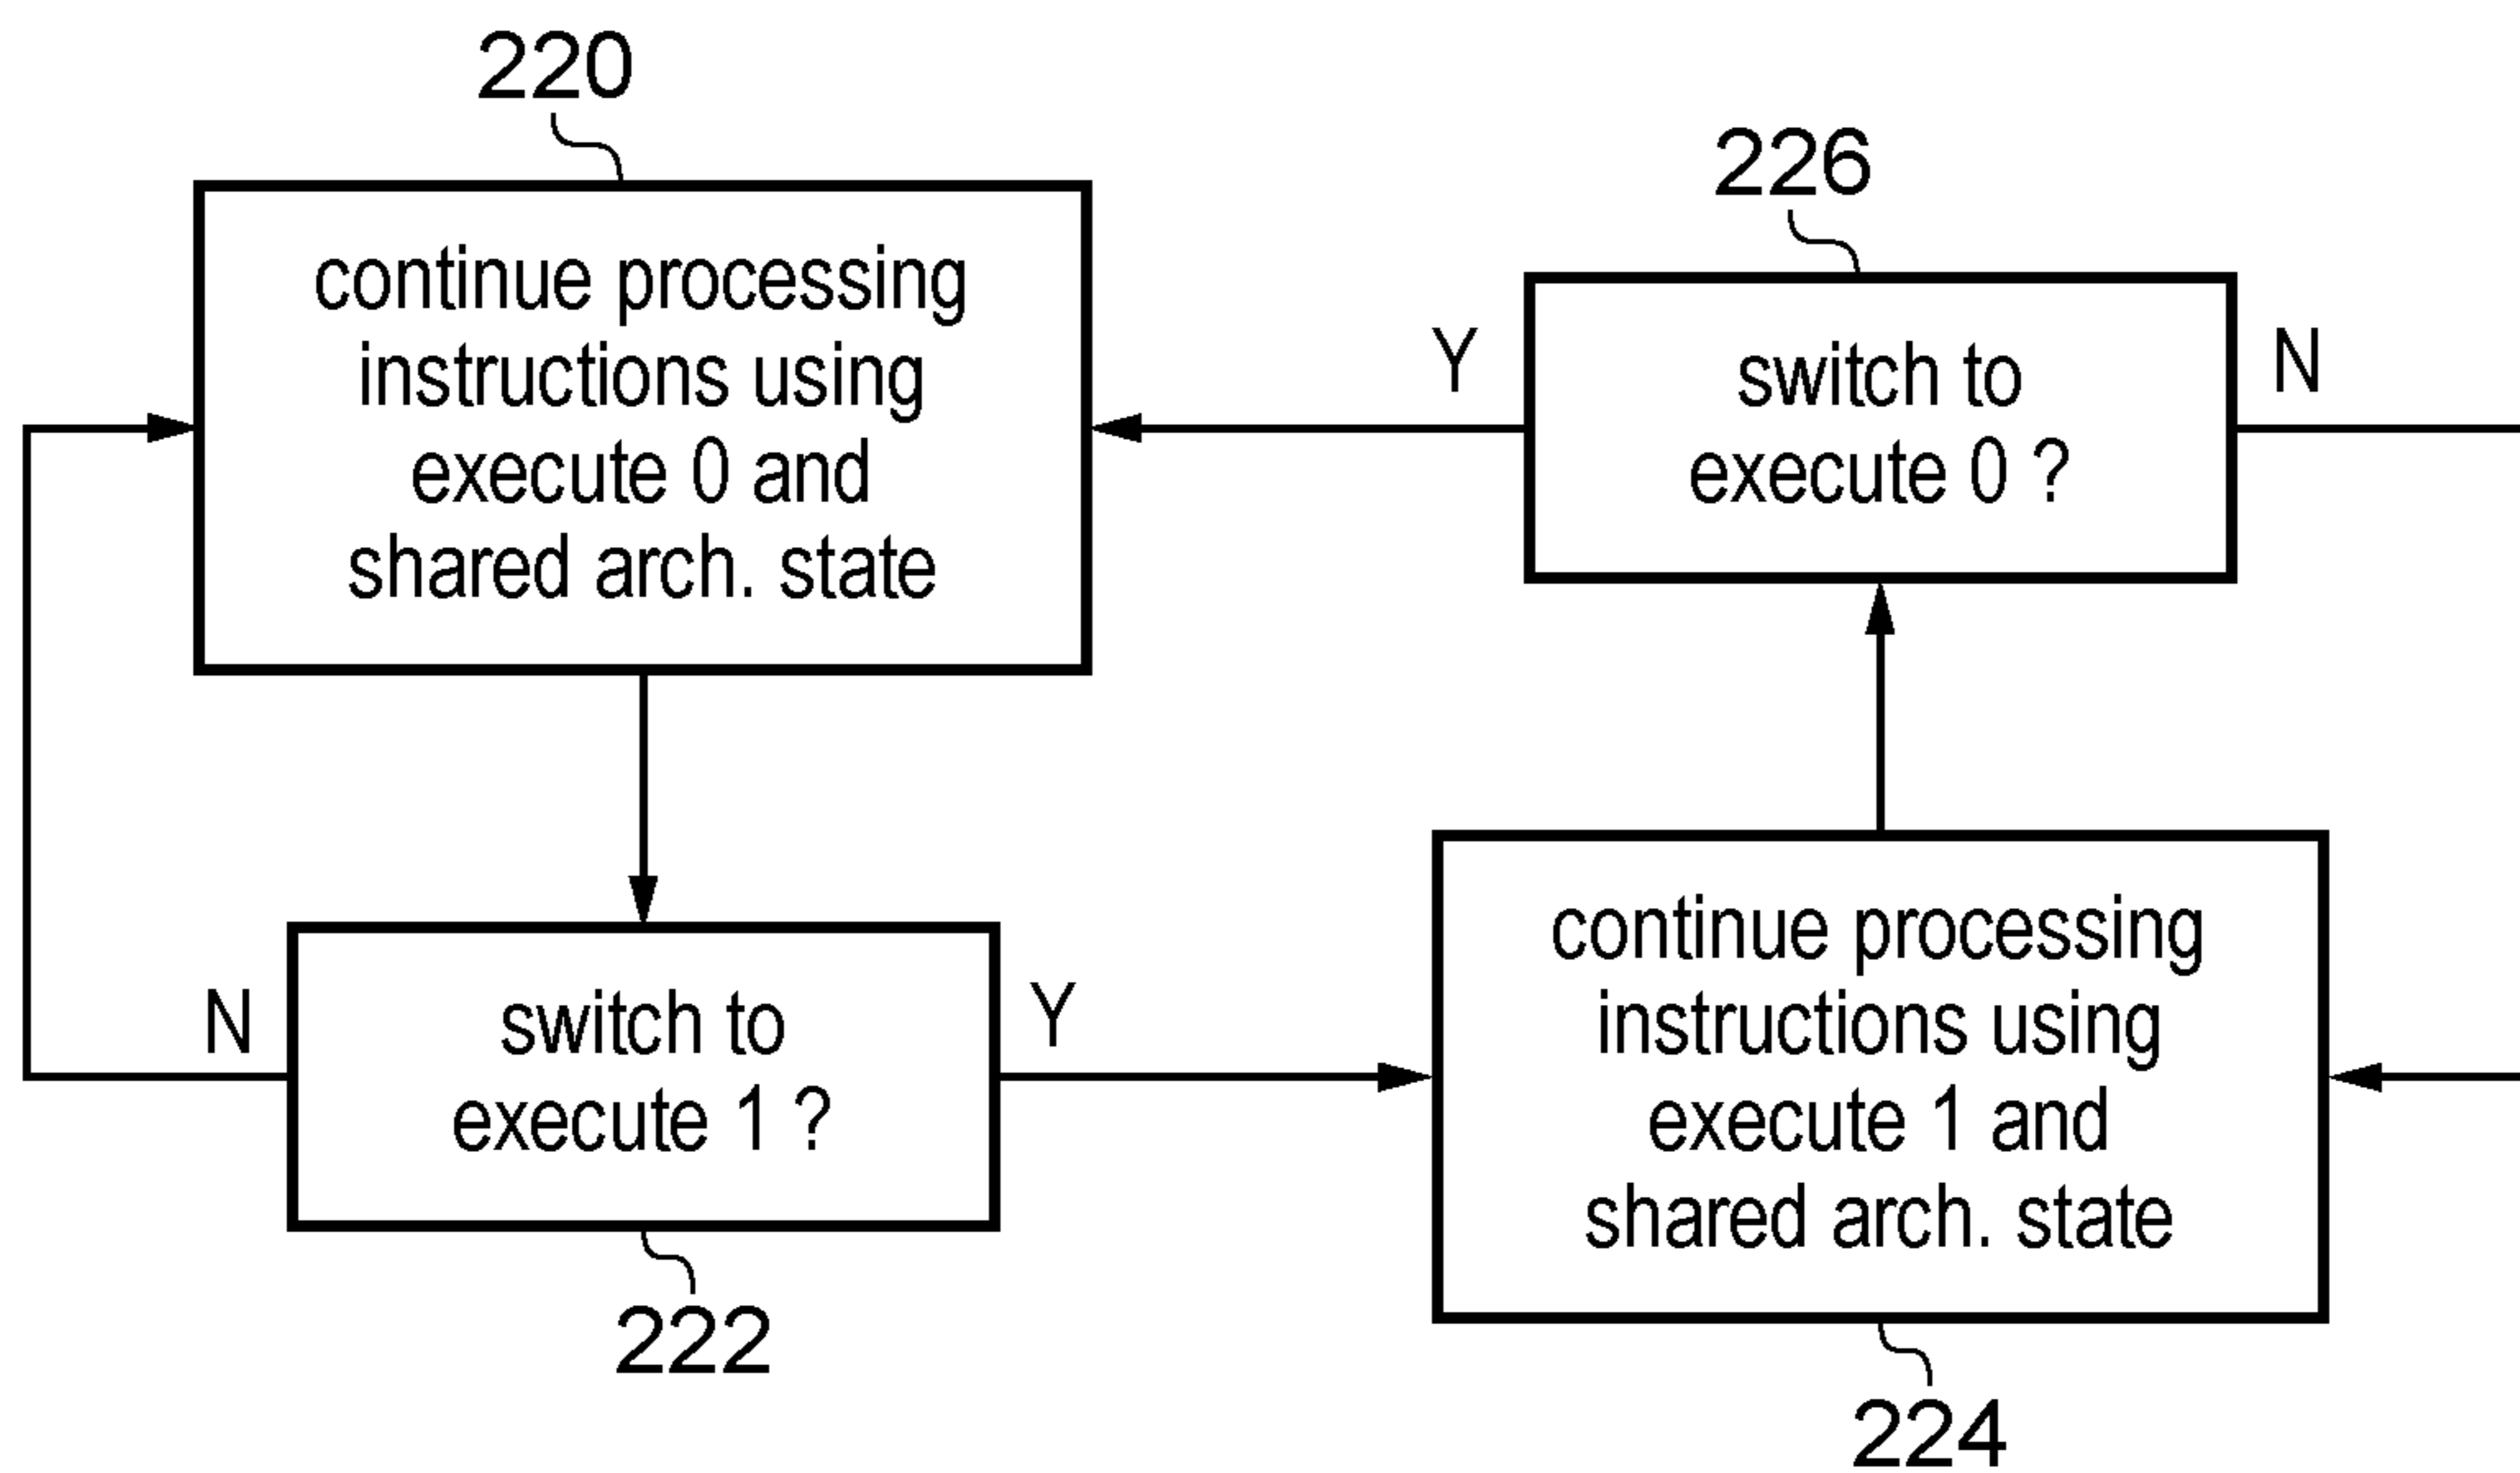 220
continue processing
instructions using
execute 0 and
shared arch. state
226
Y
switch to
execute 0 ?
N
N
switch to
execute 1 ?
Y
222
continue processing
instructions using
execute 1 and
shared arch. state
224